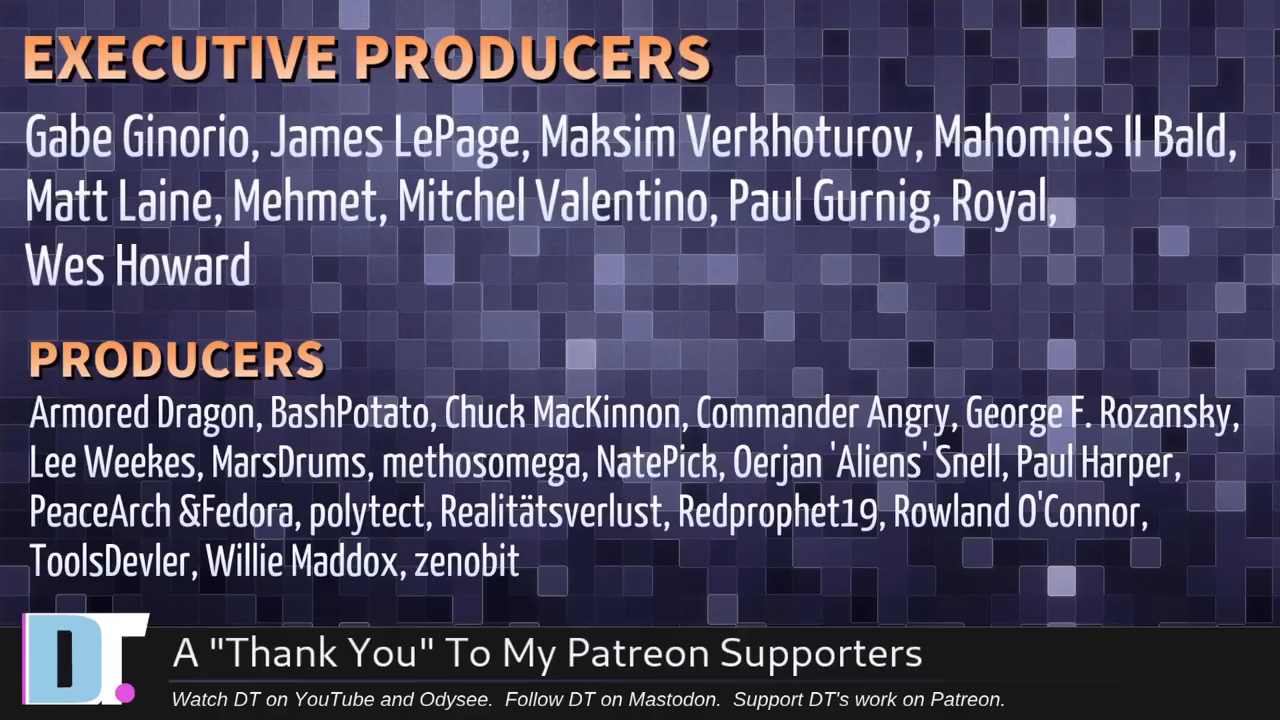 EXECUTIVE PRODUCERS
Gabe Ginorio, James LePage, Maksim Verkhoturov, Mahomies II Bald,
Matt Laine, Mehmet, Mitchel Valentino, Paul Gurnig, Royal,
Wes Howard
PRODUCERS
Armored Dragon, BashPotato, Chuck MacKinnon, Commander Angry, George F. Rozansky,
Lee Weekes, MarsDrums, methosomega, NatePick, Oerjan 'Aliens' Snell, Paul Harper,
PeaceArch &Fedora, polytect, Realitätsverlust, Redprophet19, Rowland O'Connor,
ToolsDevler, Willie Maddox, zenobit
DT.
A "Thank You" To My Patreon Supporters
Watch DT on YouTube and Odysee. Follow DT on Mastodon. Support DT's work on Patreon.